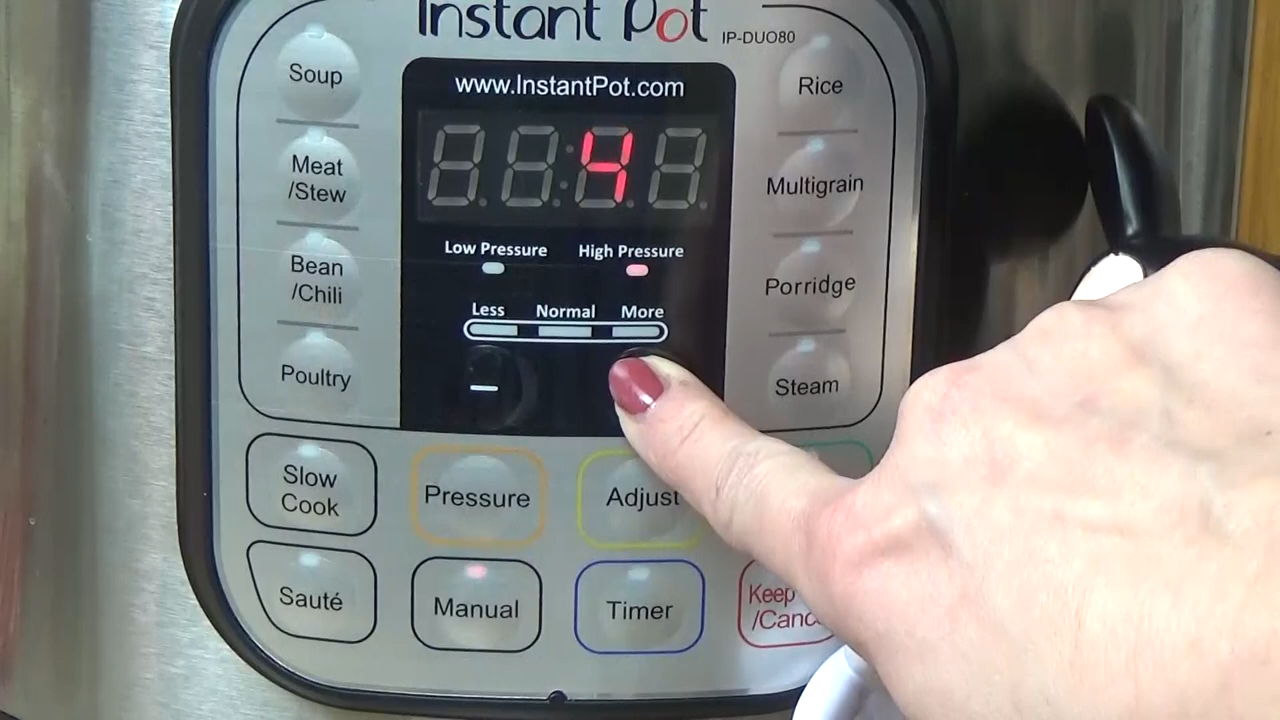 Instant Pot
IP-DUO80
www.InstantPot.com
Soup
Meat
/Stew
Bean
/Chili
Poultry
4
Low Pressure
High Pressure
Less
Normal
More
-
Rice
Multigrain
Porridge
Steam
Slow
Cook
Pressure
Adjust
Sauté
Manual
Timer
Keep
/Canc